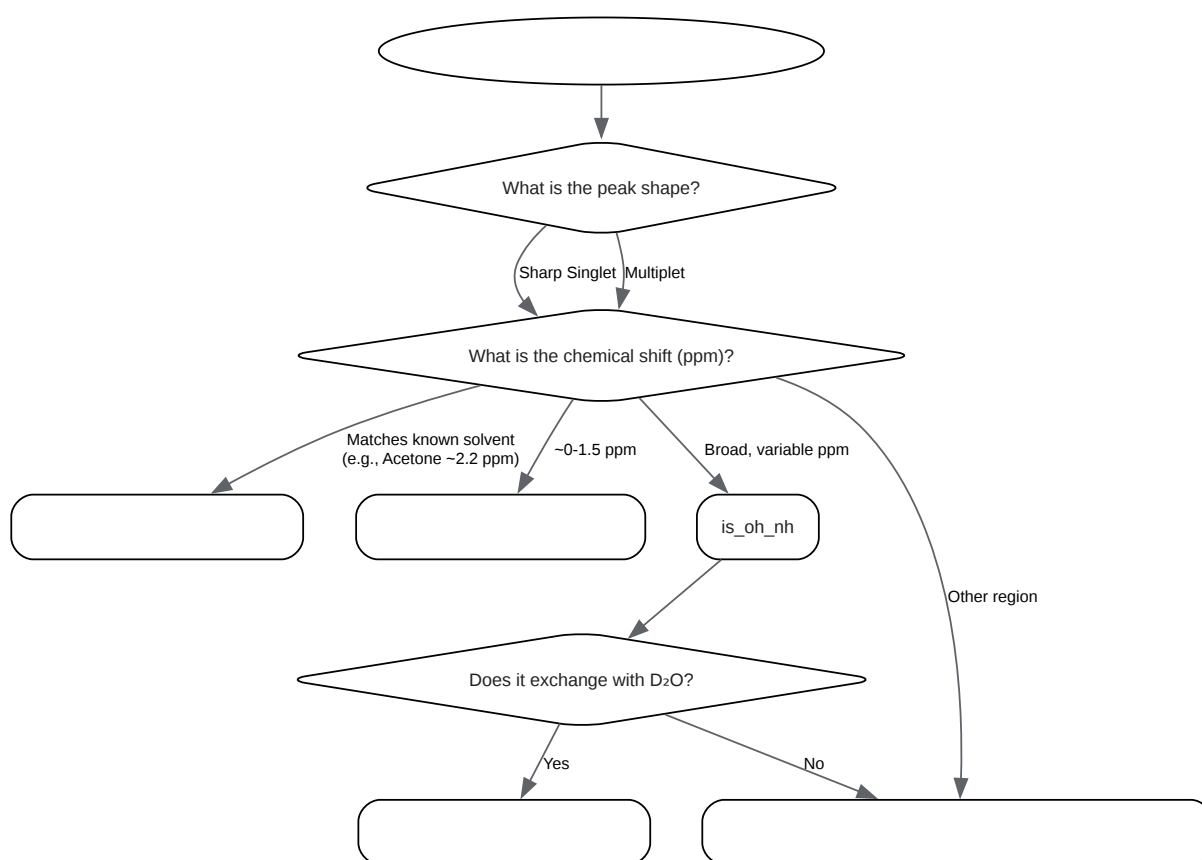 What is the peak shape?
Sharp Singlet
Multiplet
What is the chemical shift (ppm)?
Matches known solvent
(e.g., Acetone ~2.2 ppm)
~0-1.5 ppm
Broad, variable ppm
is_oh_nh
Other region
Does it exchange with D₂O?
Yes
No